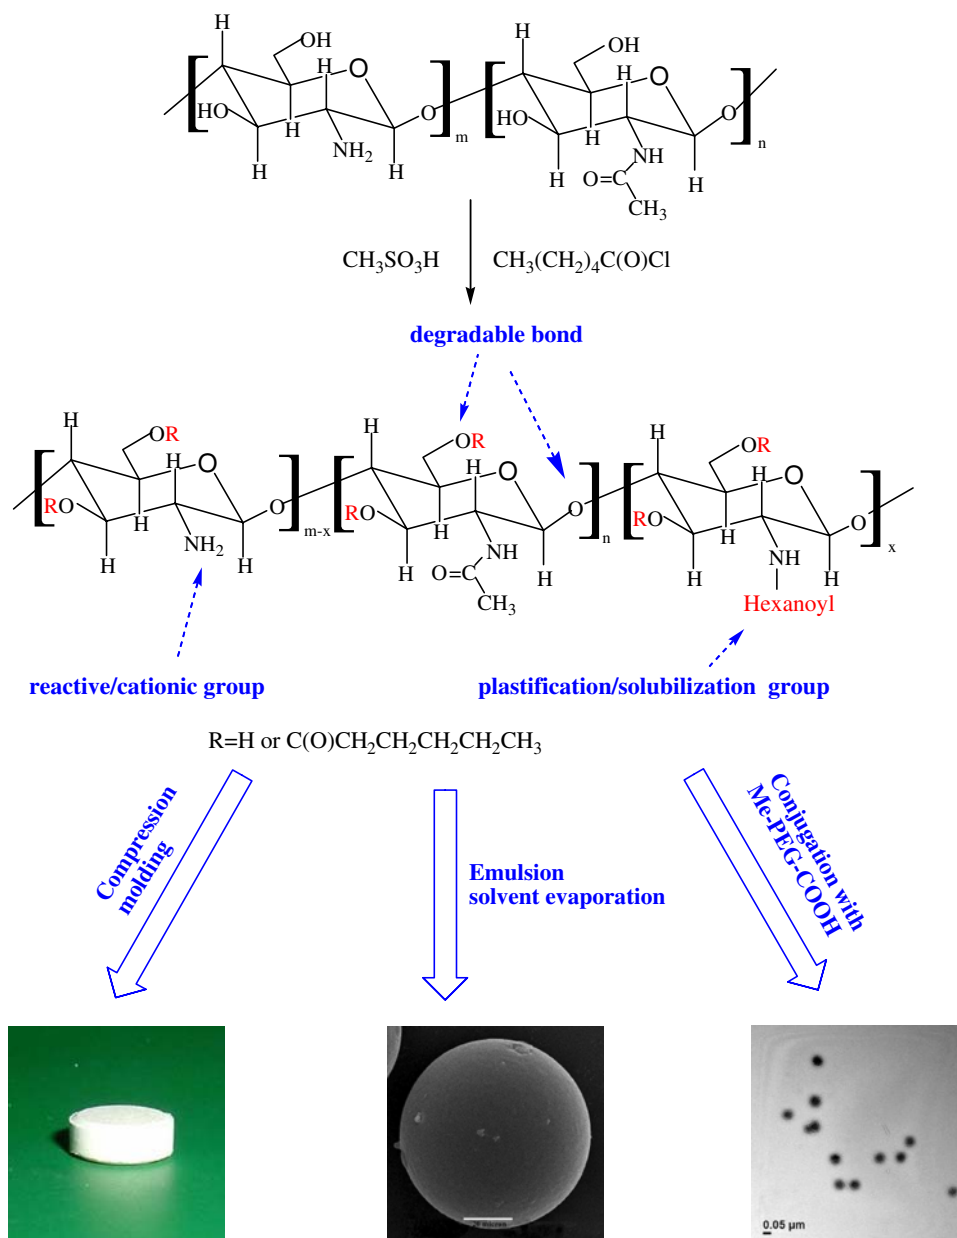 H
OH
H
O
HO
H
NH₂
H
H
O
m
H
OH
H
O
HO
H
NH
H
H
O
n
O=C
CH₃
CH₃SO₃H
CH₃(CH₂)₄C(O)Cl
degradable bond
H
OR
H
O
RO
H
NH₂
H
H
O
m-x
H
OR
H
O
RO
H
NH
H
H
O
n
O=C
CH₃
H
OR
H
O
RO
H
NH
H
H
O
x
Hexanoyl
reactive/cationic group
plastification/solubilization group
R=H or C(O)CH₂CH₂CH₂CH₂CH₃
Compression
molding
Emulsion
solvent evaporation
Conjugation with
Me-PEG-COOH
0.05 µm